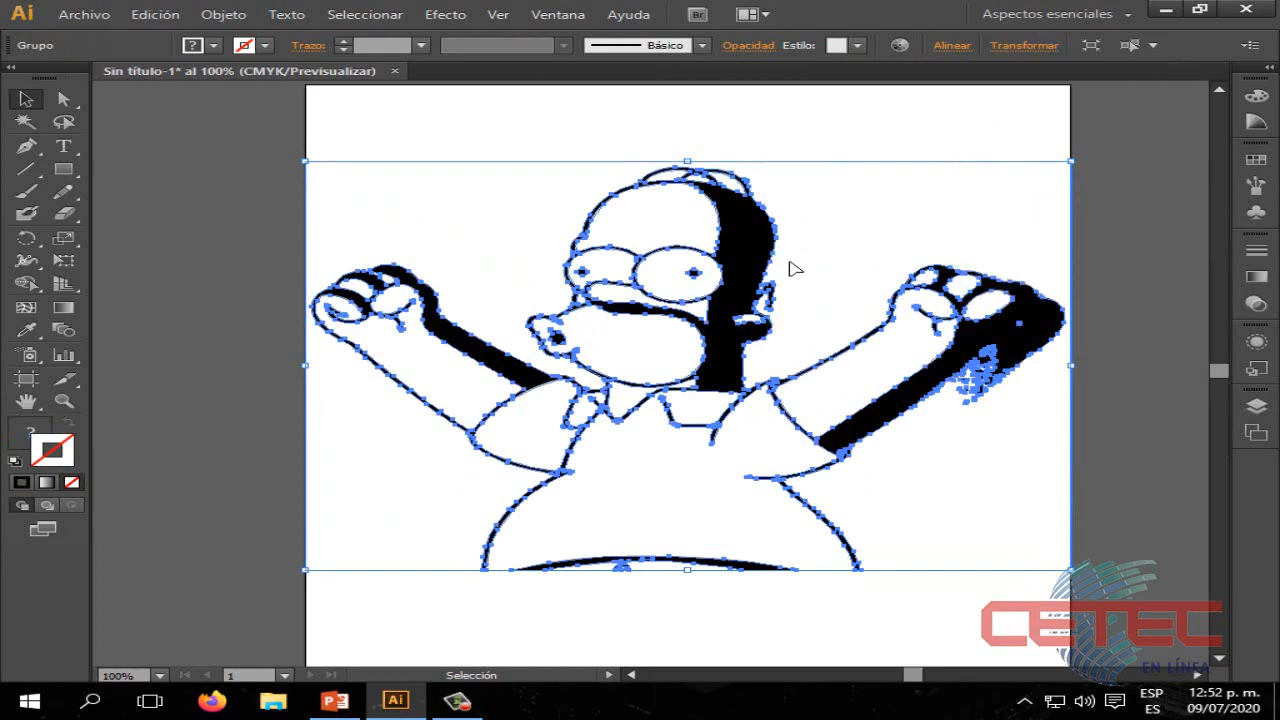 Ai Archivo Edición Objeto Texto Seleccionar Efecto Ver Ventana Ayuda Br Aspectos esenciales
Grupo ? Trazo: Básico Opacidad Estilo: Alinear Transformar
Sin título-1* al 100% (CMYK/Previsualizar) ×
T
?
CETEC
EN LÍNEA
100% 1 Selección
Ai
ESP
ES
12:52 p. m.
09/07/2020